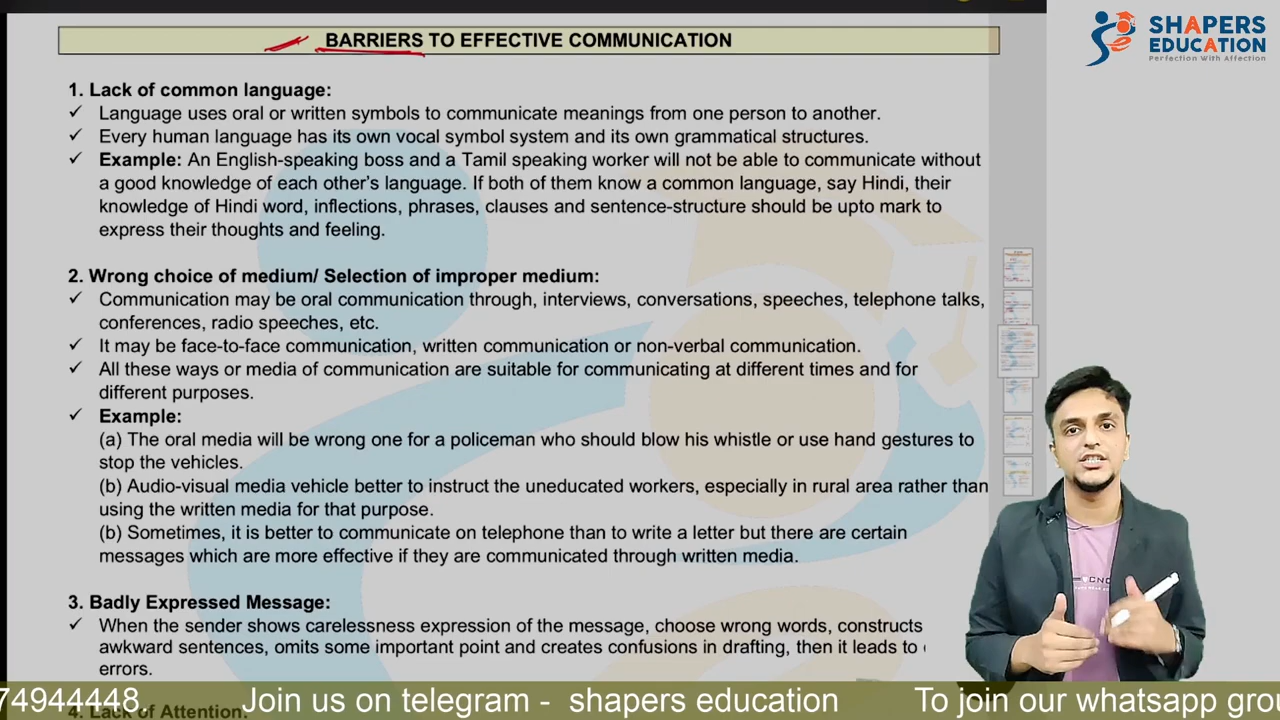 SHAPERS
EDUCATION
Perfection With Affection
BARRIERS TO EFFECTIVE COMMUNICATION
1. Lack of common language:
✓ Language uses oral or written symbols to communicate meanings from one person to another.
✓ Every human language has its own vocal symbol system and its own grammatical structures.
✓ Example: An English-speaking boss and a Tamil speaking worker will not be able to communicate without
a good knowledge of each other's language. If both of them know a common language, say Hindi, their
knowledge of Hindi word, inflections, phrases, clauses and sentence-structure should be upto mark to
express their thoughts and feeling.
2. Wrong choice of medium/ Selection of improper medium:
✓ Communication may be oral communication through, interviews, conversations, speeches, telephone talks,
conferences, radio speeches, etc.
✓ It may be face-to-face communication, written communication or non-verbal communication.
✓ All these ways or media of communication are suitable for communicating at different times and for
different purposes.
✓ Example:
(a) The oral media will be wrong one for a policeman who should blow his whistle or use hand gestures to
stop the vehicles.
(b) Audio-visual media vehicle better to instruct the uneducated workers, especially in rural area rather than
using the written media for that purpose.
(b) Sometimes, it is better to communicate on telephone than to write a letter but there are certain
messages which are more effective if they are communicated through written media.
3. Badly Expressed Message:
✓ When the sender shows carelessness expression of the message, choose wrong words, constructs
awkward sentences, omits some important point and creates confusions in drafting, then it leads to
errors.
4. Lack of Attention:
74944448. Join us on telegram - shapers education To join our whatsapp grou